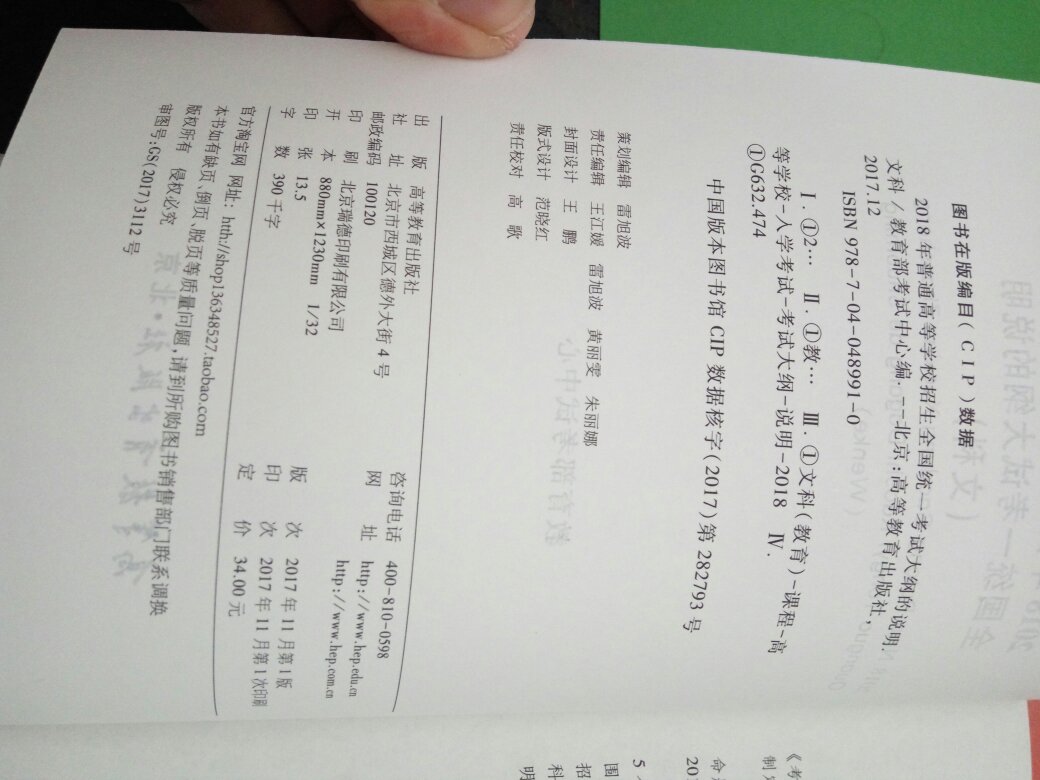 图书在版编目(CIP)数据
2018年普通高等学校招生全国统一考试大纲的说明.
文科/教育部考试中心编.--北京:高等教育出版社,
2017.12
ISBN 978-7-04-048991-0
Ⅰ.①2… Ⅱ.①教… Ⅲ.①文科(教育)-课程-高
等学校-入学考试-考试大纲-说明-2018 Ⅳ.
①G632.474
中国版本图书馆CIP数据核字(2017)第282793号
策划编辑 雷旭波
责任编辑 王江媛 雷旭波 黄丽雯 朱丽娜
封面设计 王 鹏
版式设计 范晓红
责任校对 高 歌
出 版 高等教育出版社
社 址 北京市西城区德外大街4号
邮政编码 100120
印 刷 北京瑞德印刷有限公司
开 本 880mm×1230mm 1/32
印 张 13.5
字 数 390千字
咨询电话 400-810-0598
网 址 http://www.hep.edu.cn
http://www.hep.com.cn
版 次 2017年11月第1版
印 次 2017年11月第1次印刷
定 价 34.00元
官方淘宝网 网址: htth://shop136348527.taobao.com
本书如有缺页、倒页、脱页等质量问题,请到所购图书销售部门联系调换
版权所有 侵权必究
审图号:GS(2017)3112号
《考
制定
命
20
5
围
招
科
明